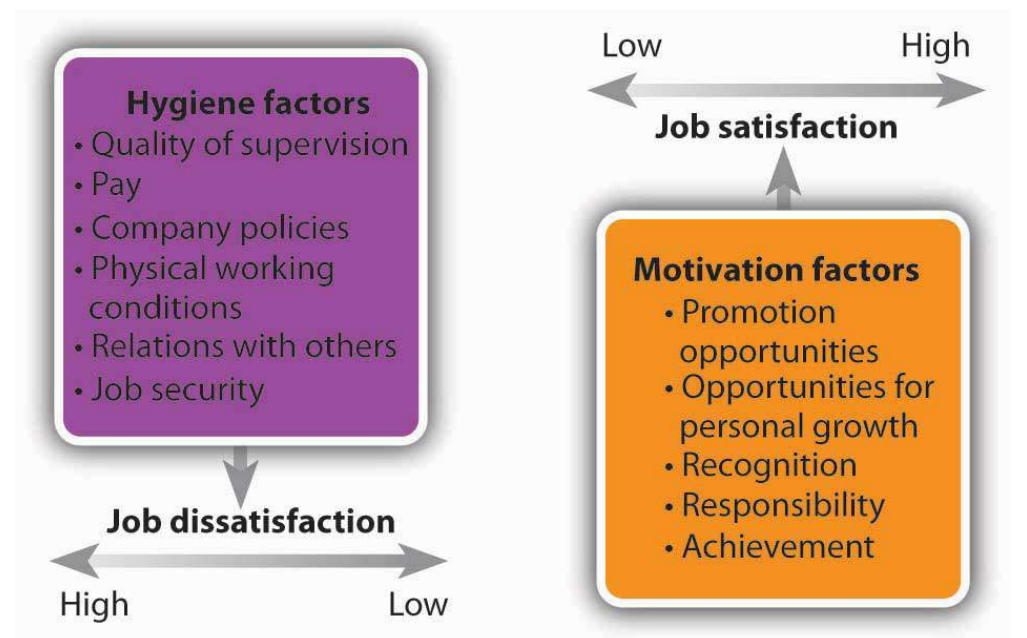 Hygiene factors
• Quality of supervision
• Pay
• Company policies
• Physical working
conditions
• Relations with others
• Job security
Job dissatisfaction
High Low
Low High
Job satisfaction
Motivation factors
• Promotion
opportunities
• Opportunities for
personal growth
• Recognition
• Responsibility
• Achievement